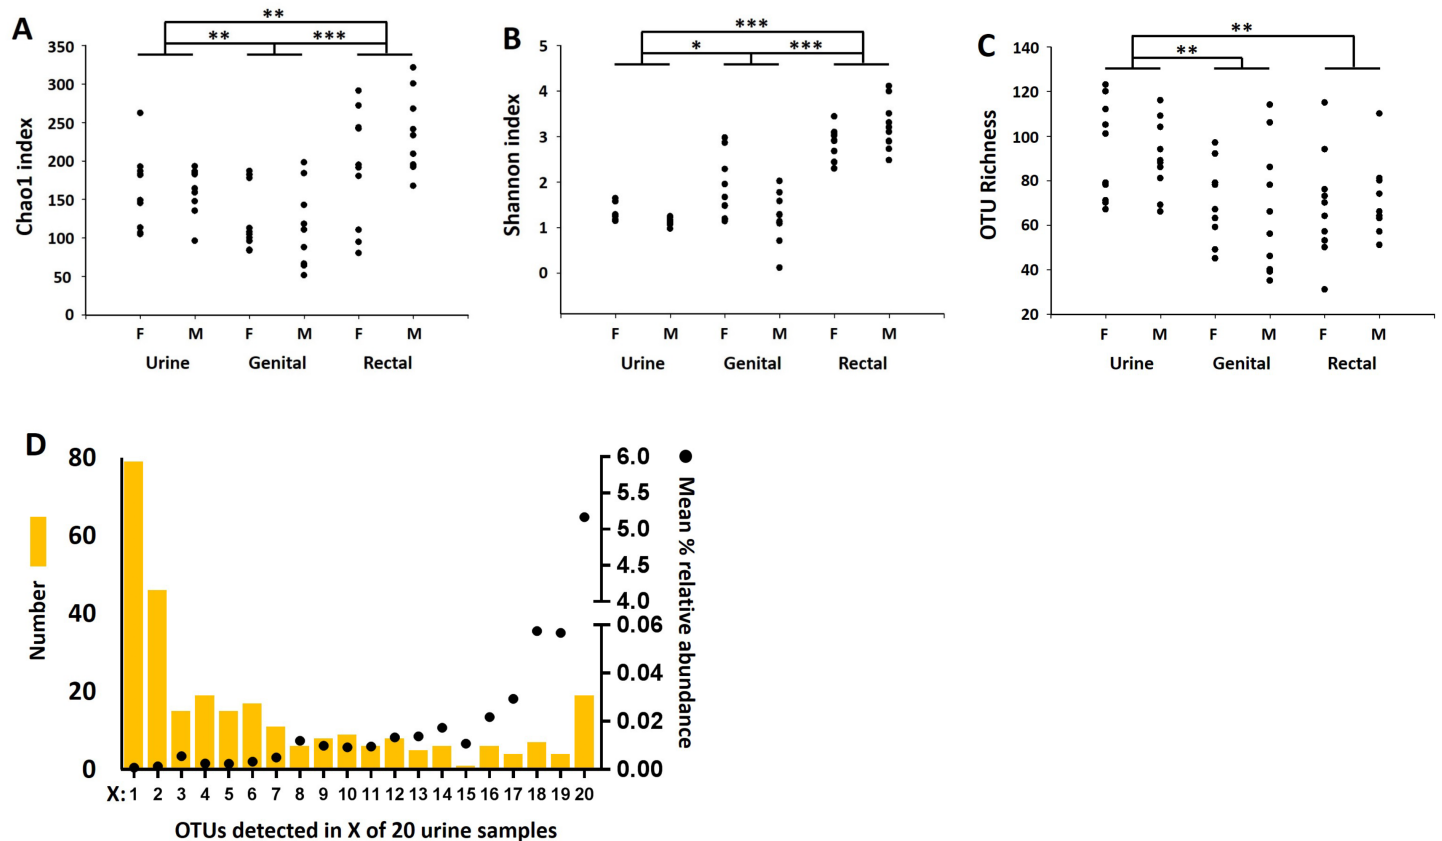 A
**
**
***
Chao1 index
350
300
250
200
150
100
50
0
F M F M F M
Urine Genital Rectal
B
***
*
***
Shannon index
5
4
3
2
1
0
F M F M F M
Urine Genital Rectal
C
**
**
OTU Richness
140
120
100
80
60
40
20
F M F M F M
Urine Genital Rectal
D
Number
80
60
40
20
0
6.0
5.5
5.0
4.5
4.0
0.06
0.04
0.02
0.00
Mean % relative abundance
X: 1 2 3 4 5 6 7 8 9 10 11 12 13 14 15 16 17 18 19 20
OTUs detected in X of 20 urine samples